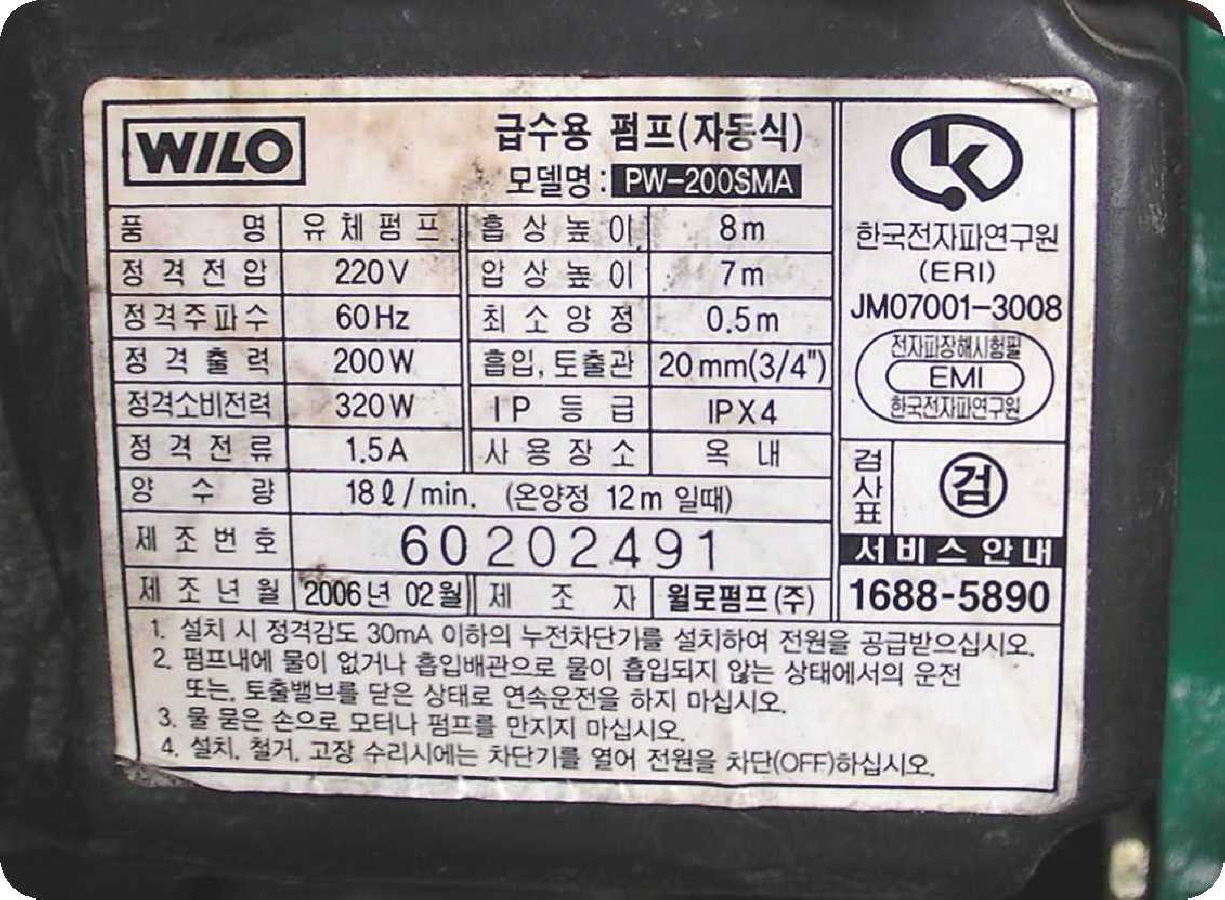 WILO
급수용 펌프(자동식)
모델명 : PW-200SMA
품 명 유체펌프 흡상높이 8m
정격전압 220V 압상높이 7m
정격주파수 60Hz 최소양정 0.5m
정격출력 200W 흡입, 토출관 20mm(3/4")
정격소비전력 320W IP 등급 IPX4
정격전류 1.5A 사용장소 옥내
양수량 18ℓ/min. (온양정 12m 일때)
제조번호 60202491
제조년월 2006년 02월 제조자 윌로펌프(주)
한국전자파연구원
(ERI)
JM07001-3008
전자파장해시험필
EMI
한국전자파연구원
검사표 검
서비스 안내
1688-5890
1. 설치 시 정격감도 30mA 이하의 누전차단기를 설치하여 전원을 공급받으십시오.
2. 펌프내에 물이 없거나 흡입배관으로 물이 흡입되지 않는 상태에서의 운전
또는, 토출밸브를 닫은 상태로 연속운전을 하지 마십시오.
3. 물 묻은 손으로 모터나 펌프를 만지지 마십시오.
4. 설치, 철거, 고장 수리시에는 차단기를 열어 전원을 차단(OFF)하십시오.